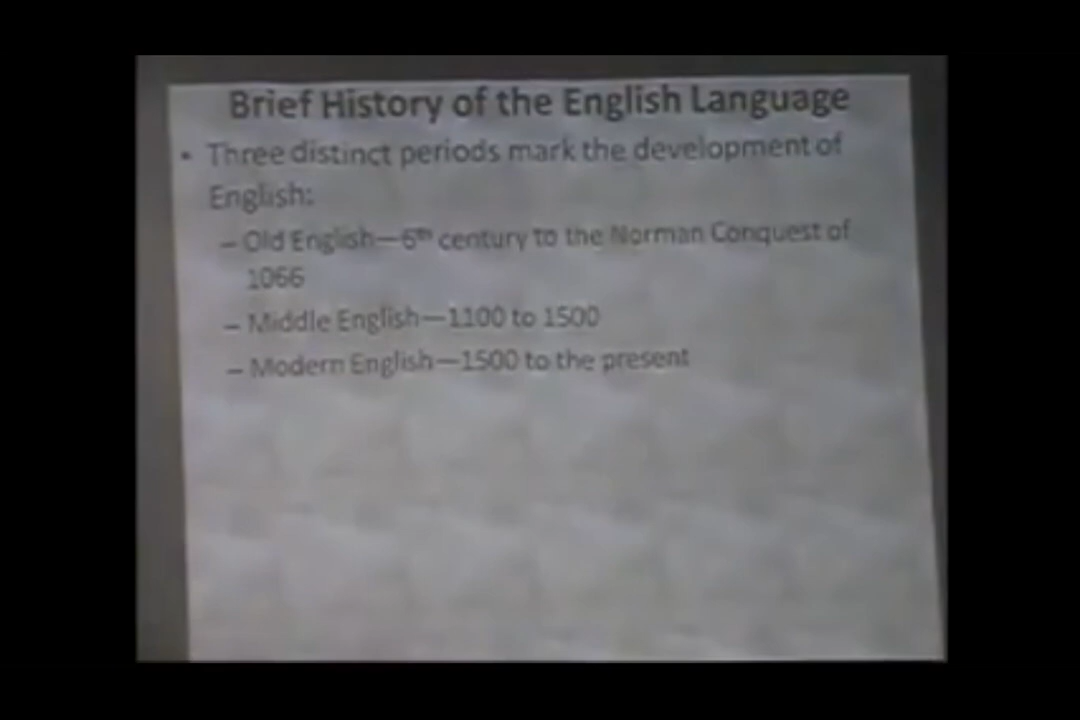 Brief History of the English Language
• Three distinct periods mark the development of
English:
– Old English—6th century to the Norman Conquest of
1066
– Middle English—1100 to 1500
– Modern English—1500 to the present